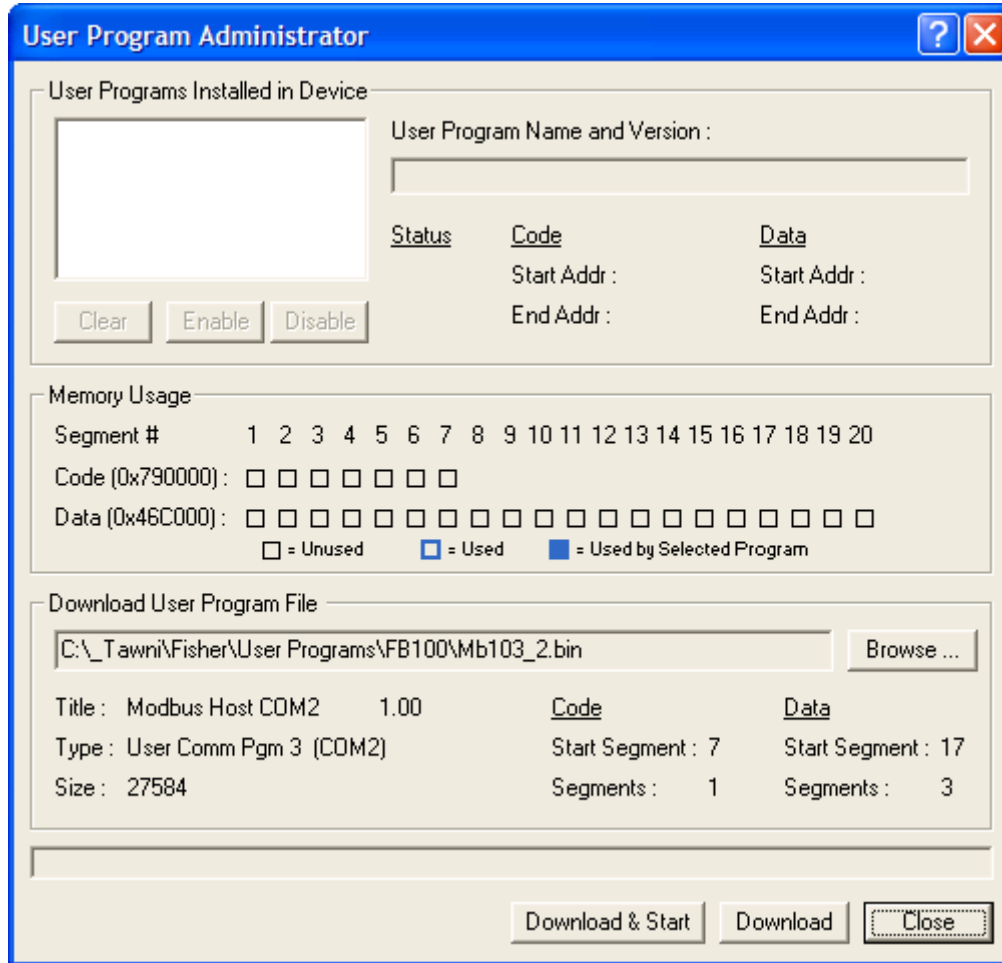 User Program Administrator
User Programs Installed in Device
User Program Name and Version :
Status Code Data
Start Addr : Start Addr :
End Addr : End Addr :
Clear Enable Disable
Memory Usage
Segment # 1 2 3 4 5 6 7 8 9 10 11 12 13 14 15 16 17 18 19 20
Code (0x790000) :
Data (0x46C000) :
= Unused = Used = Used by Selected Program
Download User Program File
C:\_Tawni\Fisher\User Programs\FB100\Mb103_2.bin Browse ...
Title : Modbus Host COM2 1.00 Code Data
Type : User Comm Pgm 3 (COM2) Start Segment : 7 Start Segment : 17
Size : 27584 Segments : 1 Segments : 3
Download & Start Download Close